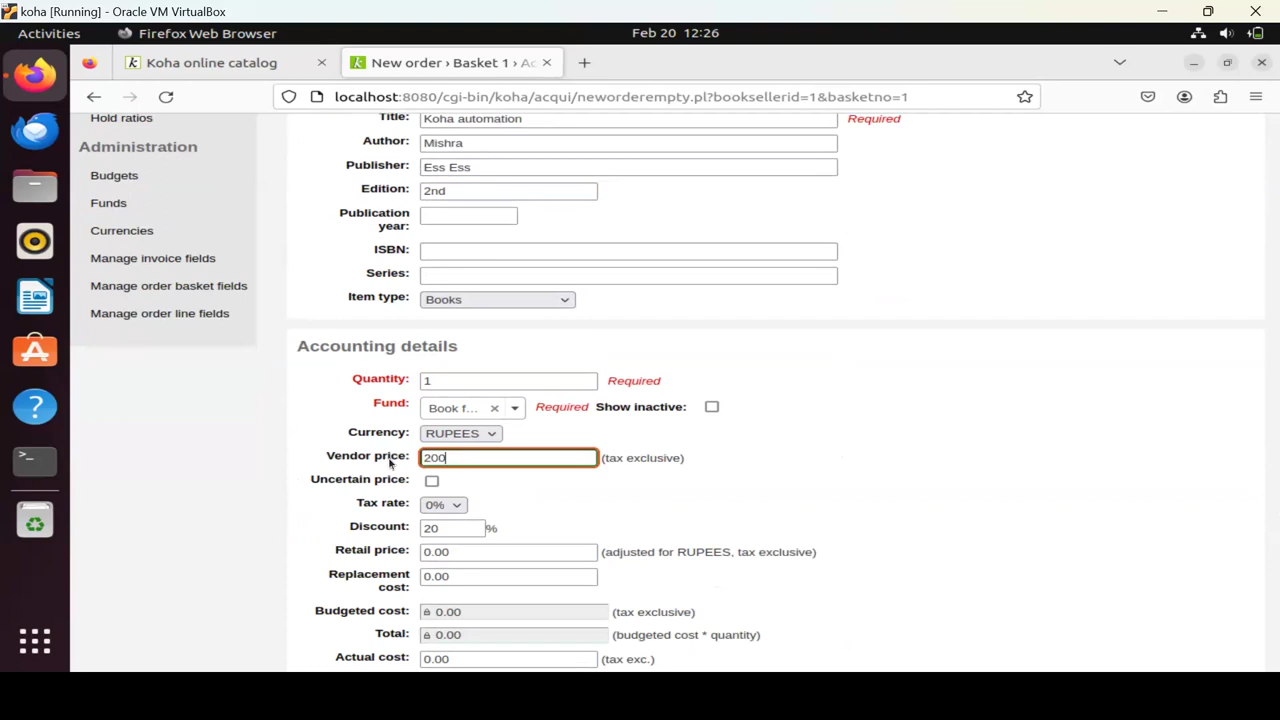 koha [Running] - Oracle VM VirtualBox
Activities Firefox Web Browser Feb 20 12:26
Koha online catalog New order › Basket 1 › Ac
localhost:8080/cgi-bin/koha/acqui/neworderempty.pl?booksellerid=1&basketno=1
Hold ratios
Administration
Budgets
Funds
Currencies
Manage invoice fields
Manage order basket fields
Manage order line fields
Title: Koha automation Required
Author: Mishra
Publisher: Ess Ess
Edition: 2nd
Publication
year:
ISBN:
Series:
Item type: Books
Accounting details
Quantity: 1 Required
Fund: Book f... Required Show inactive:
Currency: RUPEES
Vendor price: 200 (tax exclusive)
Uncertain price:
Tax rate: 0%
Discount: 20 %
Retail price: 0.00 (adjusted for RUPEES, tax exclusive)
Replacement
cost: 0.00
Budgeted cost: 0.00 (tax exclusive)
Total: 0.00 (budgeted cost * quantity)
Actual cost: 0.00 (tax exc.)